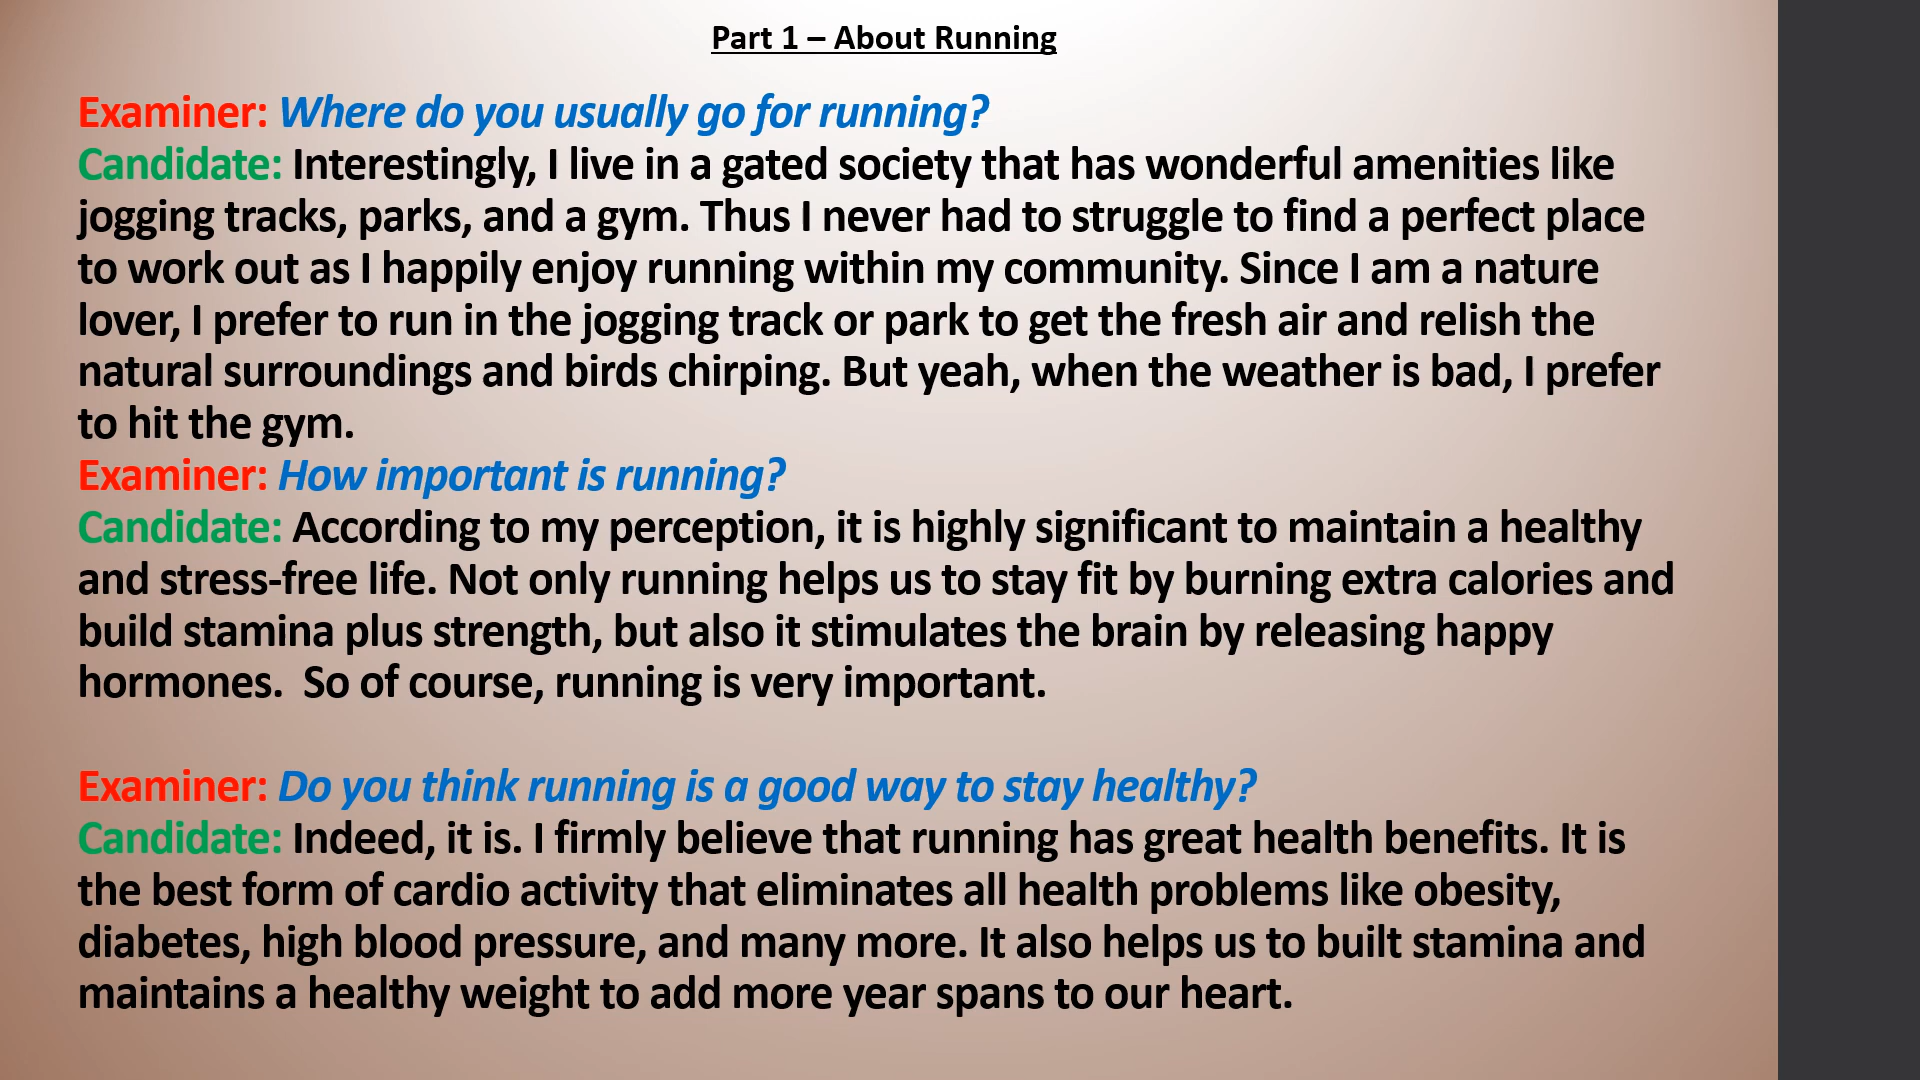 Part 1 – About Running
Examiner: Where do you usually go for running?
Candidate: Interestingly, I live in a gated society that has wonderful amenities like
jogging tracks, parks, and a gym. Thus I never had to struggle to find a perfect place
to work out as I happily enjoy running within my community. Since I am a nature
lover, I prefer to run in the jogging track or park to get the fresh air and relish the
natural surroundings and birds chirping. But yeah, when the weather is bad, I prefer
to hit the gym.
Examiner: How important is running?
Candidate: According to my perception, it is highly significant to maintain a healthy
and stress-free life. Not only running helps us to stay fit by burning extra calories and
build stamina plus strength, but also it stimulates the brain by releasing happy
hormones.  So of course, running is very important.
Examiner: Do you think running is a good way to stay healthy?
Candidate: Indeed, it is. I firmly believe that running has great health benefits. It is
the best form of cardio activity that eliminates all health problems like obesity,
diabetes, high blood pressure, and many more. It also helps us to built stamina and
maintains a healthy weight to add more year spans to our heart.